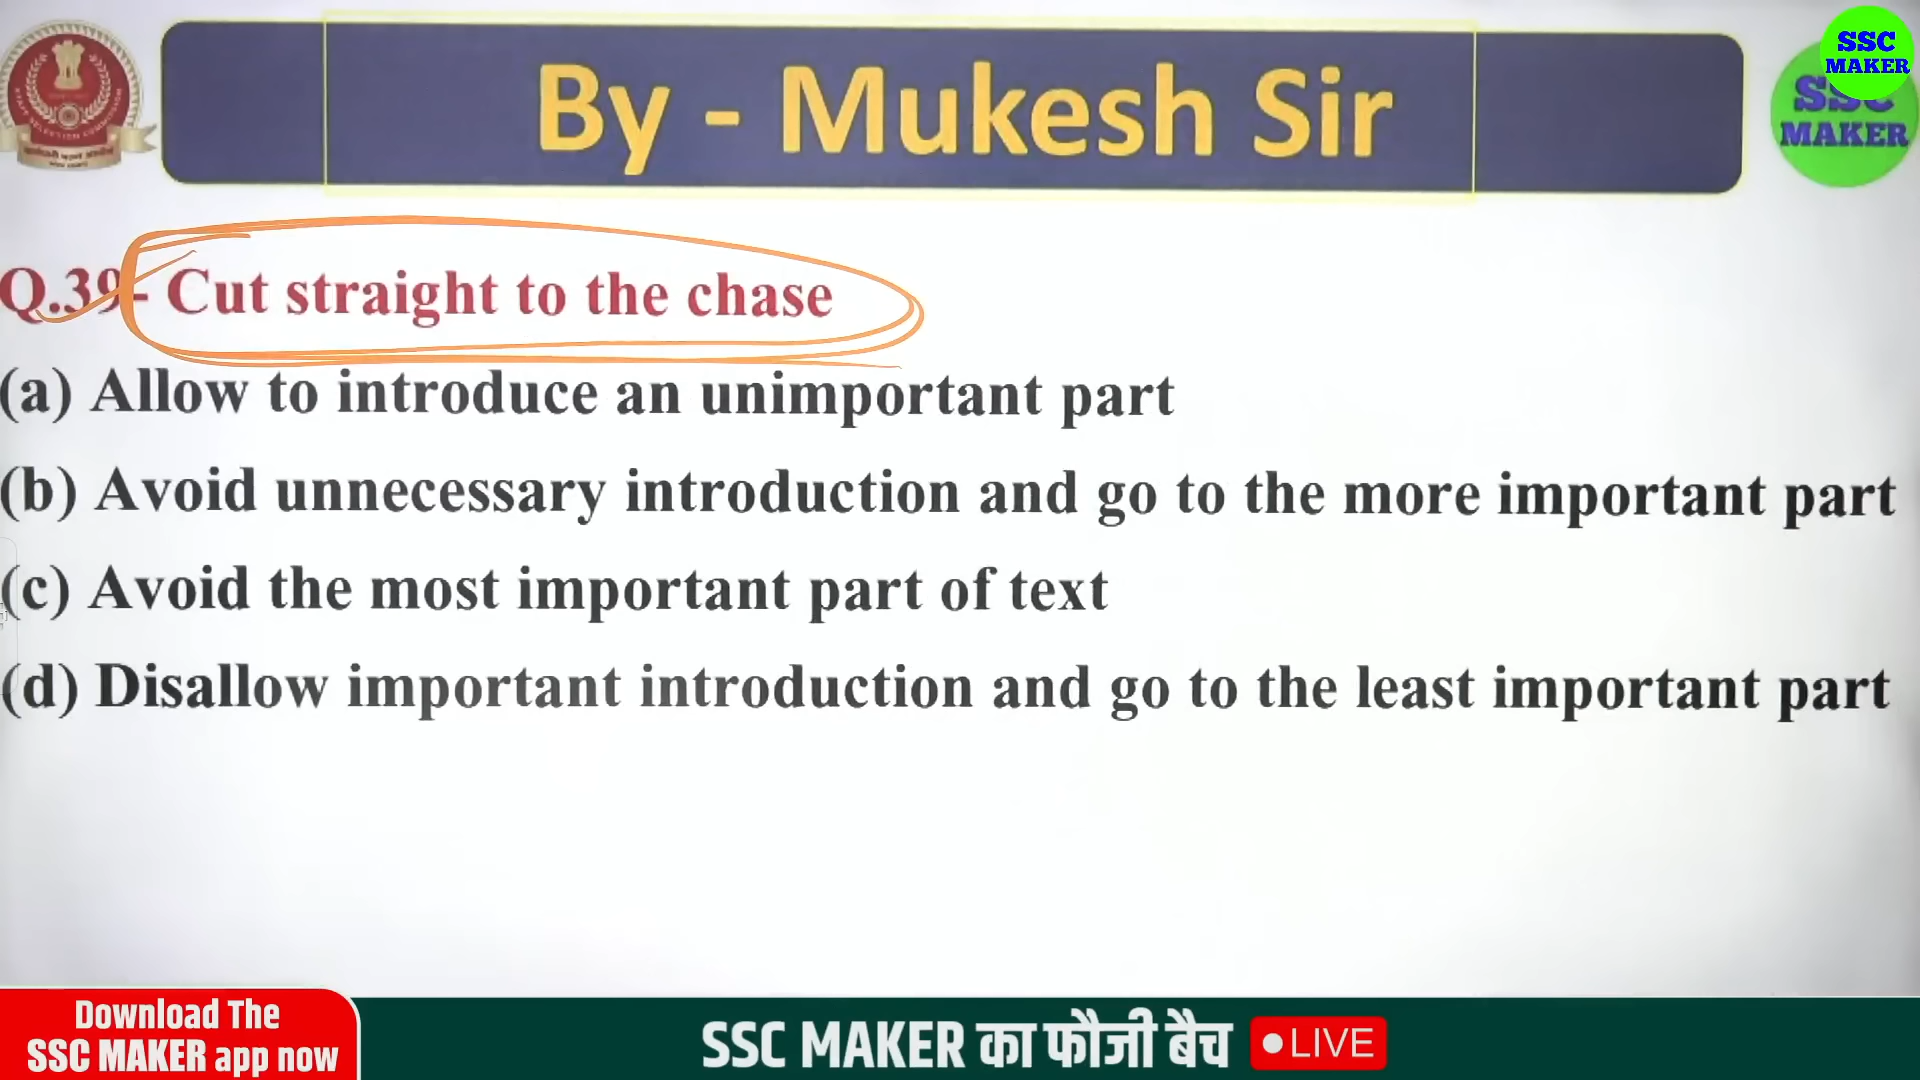 By - Mukesh Sir
SSC
MAKER
SSC
MAKER
Q.39- Cut straight to the chase
(a) Allow to introduce an unimportant part
(b) Avoid unnecessary introduction and go to the more important part
(c) Avoid the most important part of text
(d) Disallow important introduction and go to the least important part
Download The
SSC MAKER app now
SSC MAKER का फौजी बैच
LIVE